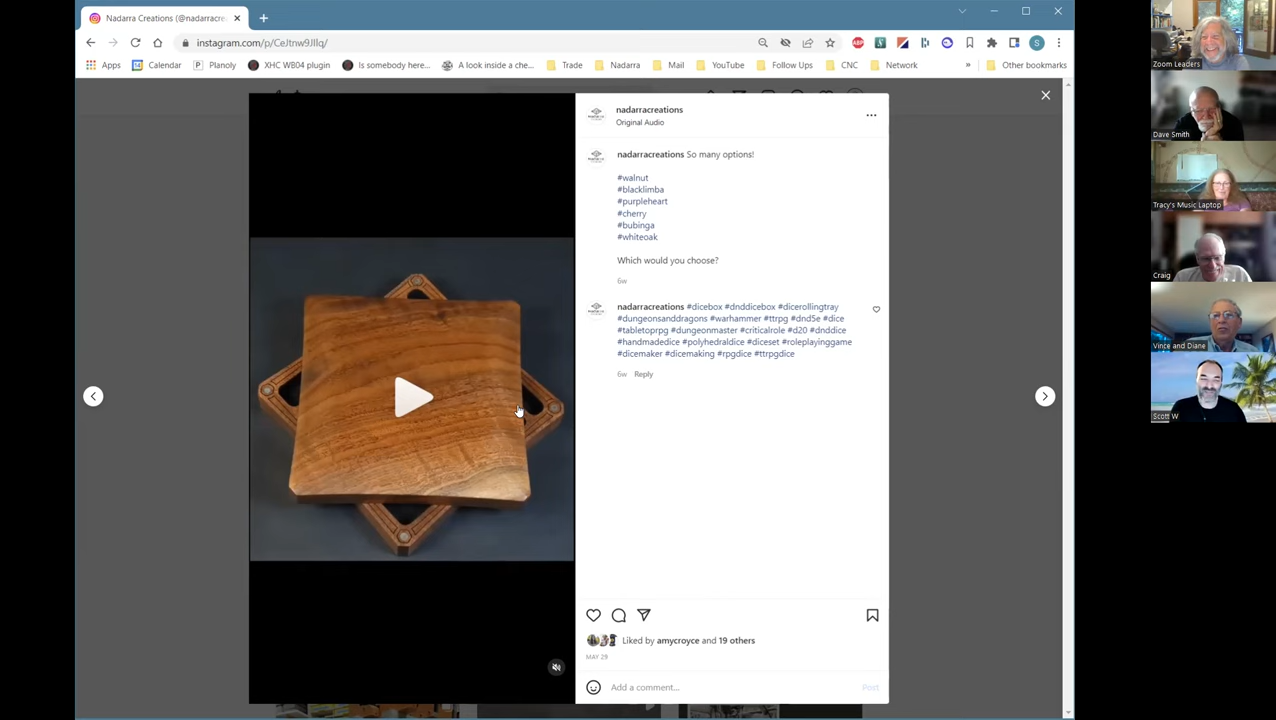 Nadarra Creations (@nadarracre
instagram.com/p/CeJtnw9JIlq/
ABP
S
Apps
14 Calendar
P Planoly
XHC WB04 plugin
Is somebody here...
A look inside a che...
Trade
Nadarra
Mail
YouTube
Follow Ups
CNC
Network
»
Other bookmarks
nadarracreations
Original Audio
nadarracreations So many options!
#walnut
#blacklimba
#purpleheart
#cherry
#bubinga
#whiteoak
Which would you choose?
6w
nadarracreations #dicebox #dnddicebox #dicerollingtray
#dungeonsanddragons #warhammer #ttrpg #dnd5e #dice
#tabletoprpg #dungeonmaster #criticalrole #d20 #dnddice
#handmadedice #polyhedraldice #diceset #roleplayinggame
#dicemaker #dicemaking #rpgdice #ttrpgdice
6w Reply
Liked by amycroyce and 19 others
MAY 29
Add a comment...
Post
Zoom Leaders
Dave Smith
Tracy's Music Laptop
Craig
Vince and Diane
Scott W